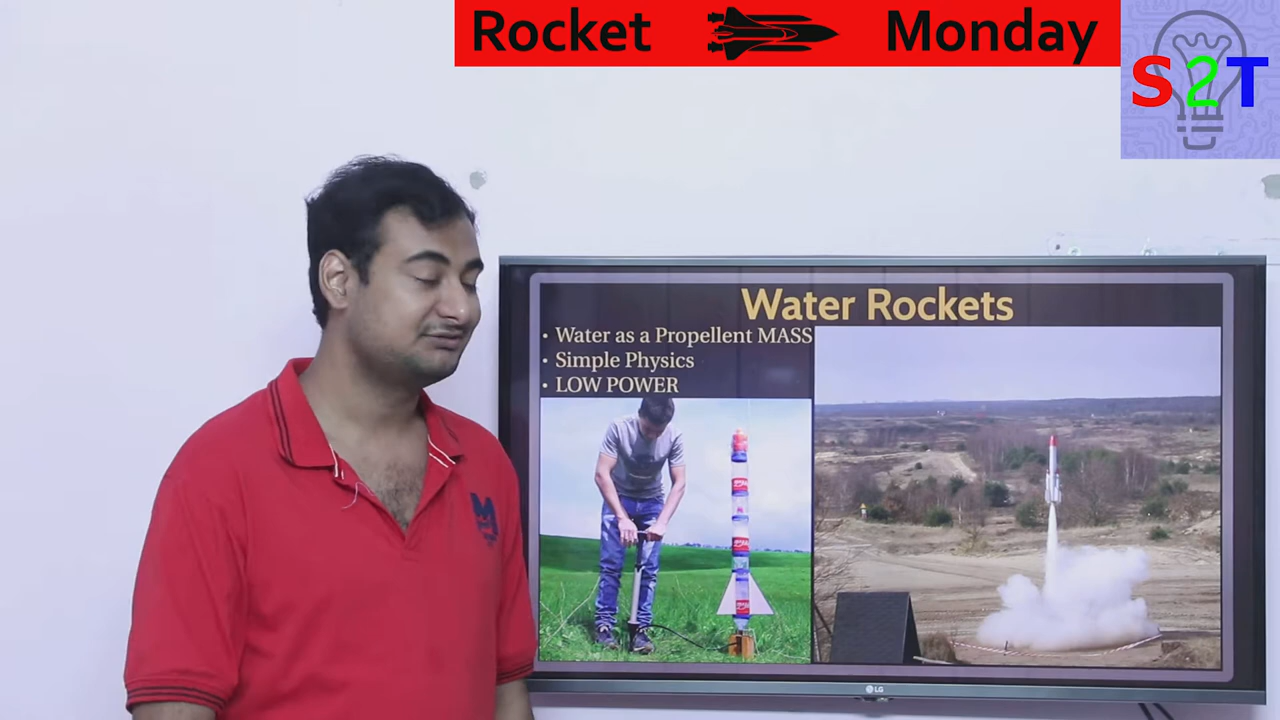 Rocket Monday
S2T
Water Rockets
• Water as a Propellent MASS
• Simple Physics
• LOW POWER
M
LG